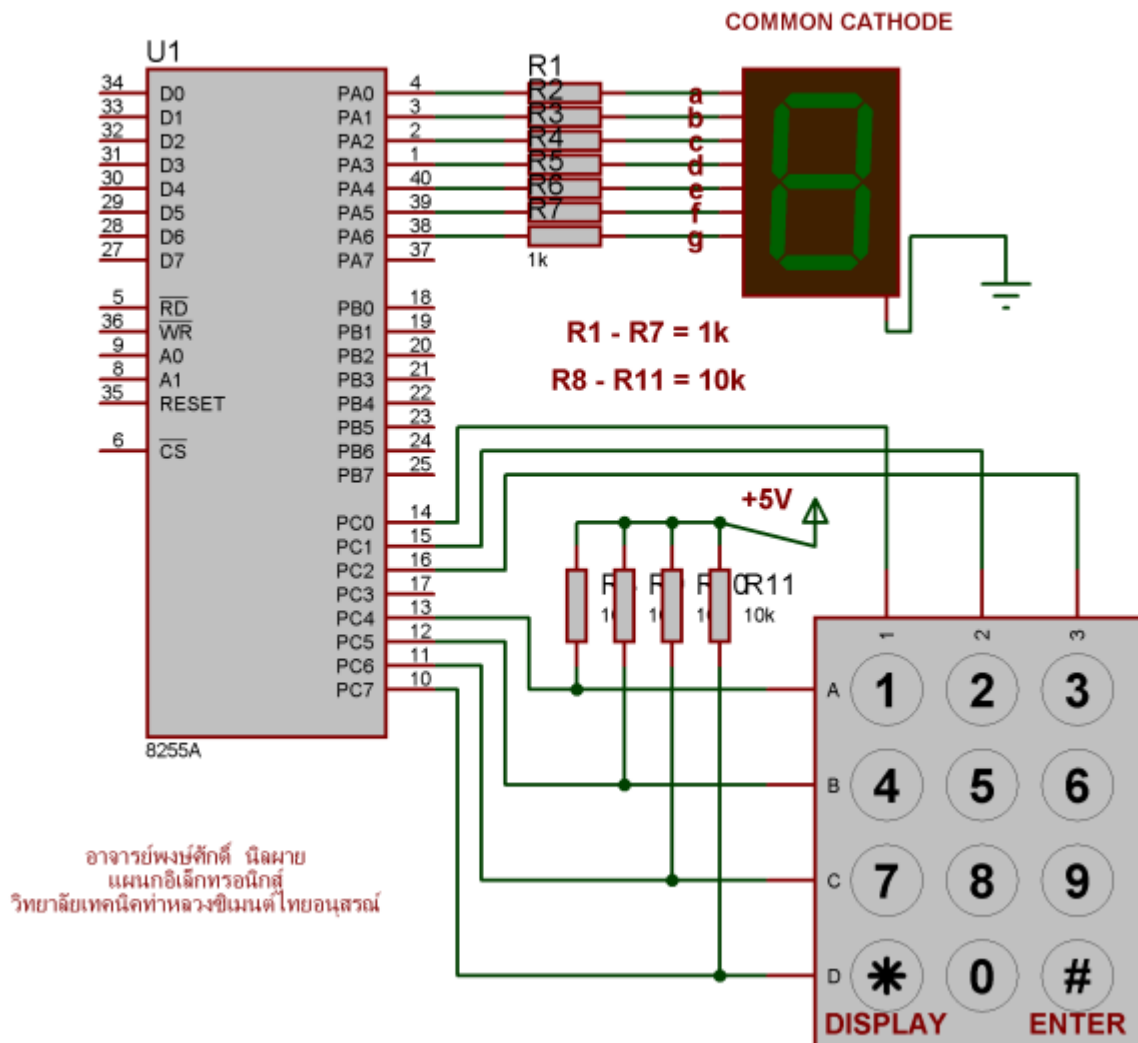 COMMON CATHODE
U1
34 D0 PA0 4 R1 a
33 D1 PA1 3 R2 b
32 D2 PA2 2 R3 c
31 D3 PA3 1 R4 d
30 D4 PA4 40 R5 e
29 D5 PA5 39 R6 f
28 D6 PA6 38 R7 g
27 D7 PA7 37 1k
5 RD PB0 18
36 WR PB1 19
9 A0 PB2 20
8 A1 PB3 21
35 RESET PB4 22
PB5 23
6 CS PB6 24
PB7 25
R1 - R7 = 1k
R8 - R11 = 10k
+5V
PC0 14
PC1 15
PC2 16
PC3 17
PC4 13
PC5 12
PC6 11
PC7 10
8255A
R11
10k
1 2 3
A 1 2 3
B 4 5 6
C 7 8 9
D * 0 #
DISPLAY ENTER
อาจารย์พงษ์ศักดิ์ นิลผาย
แผนกอิเล็กทรอนิกส์
วิทยาลัยเทคนิคท่าหลวงซิเมนต์ไทยอนุสรณ์